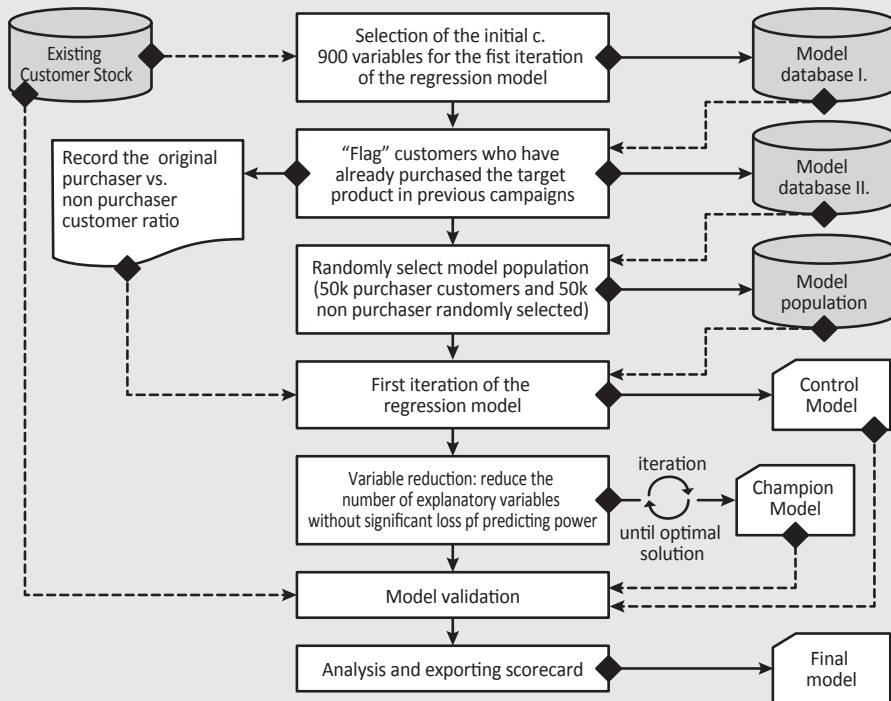 Existing
Customer Stock
Selection of the initial c.
900 variables for the fist iteration
of the regression model
Model
database I.
Record the original
purchaser vs.
non purchaser
customer ratio
"Flag" customers who have
already purchased the target
product in previous campaigns
Model
database II.
Randomly select model population
(50k purchaser customers and 50k
non purchaser randomly selected)
Model
population
First iteration of the
regression model
Control
Model
Variable reduction: reduce the
number of explanatory variables
without significant loss pf predicting power
iteration
until optimal
solution
Champion
Model
Model validation
Analysis and exporting scorecard
Final
model